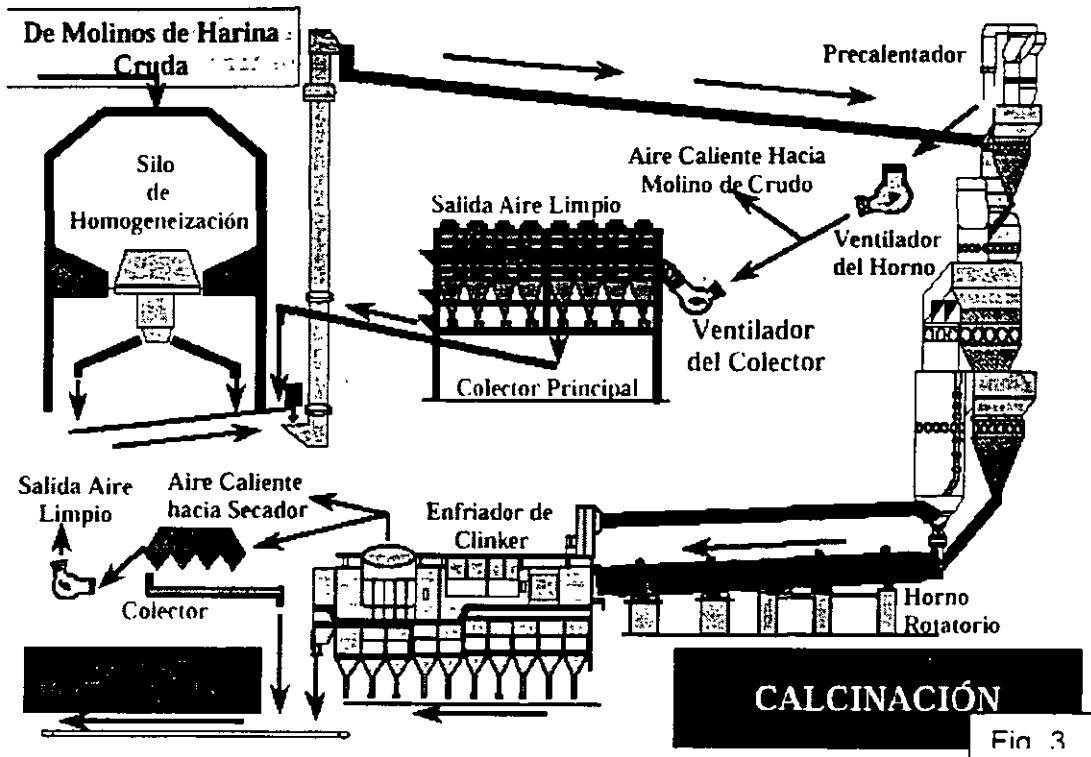 De Molinos de Harina
Cruda
Precalentador
Silo
de
Homogeneización
Aire Caliente Hacia
Molino de Crudo
Salida Aire Limpio
Ventilador
del Horno
Ventilador
del Colector
Colector Principal
Salida Aire
Limpio
Aire Caliente
hacia Secador
Enfriador de
Clinker
Colector
Horno
Rotatorio
CALCINACIÓN
Fig. 3